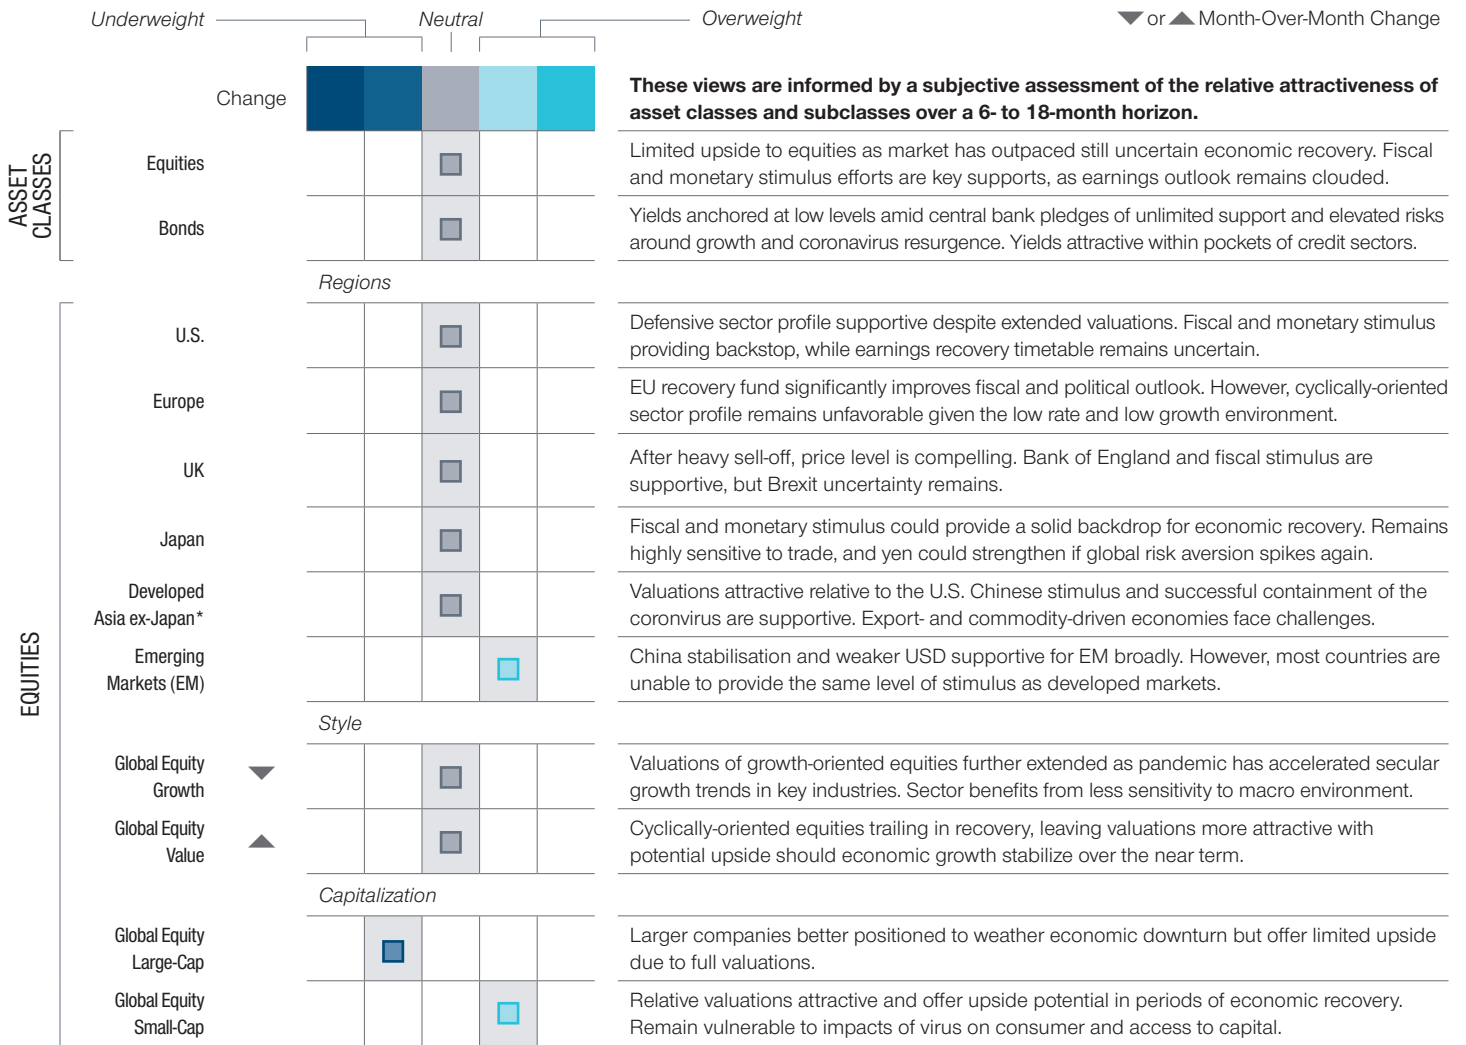 Underweight
Neutral
Overweight
▼ or ▲ Month-Over-Month Change
Change
These views are informed by a subjective assessment of the relative attractiveness of
asset classes and subclasses over a 6- to 18-month horizon.
ASSET
CLASSES
Equities
Limited upside to equities as market has outpaced still uncertain economic recovery. Fiscal
and monetary stimulus efforts are key supports, as earnings outlook remains clouded.
Bonds
Yields anchored at low levels amid central bank pledges of unlimited support and elevated risks
around growth and coronavirus resurgence. Yields attractive within pockets of credit sectors.
Regions
EQUITIES
U.S.
Defensive sector profile supportive despite extended valuations. Fiscal and monetary stimulus
providing backstop, while earnings recovery timetable remains uncertain.
Europe
EU recovery fund significantly improves fiscal and political outlook. However, cyclically-oriented
sector profile remains unfavorable given the low rate and low growth environment.
UK
After heavy sell-off, price level is compelling. Bank of England and fiscal stimulus are
supportive, but Brexit uncertainty remains.
Japan
Fiscal and monetary stimulus could provide a solid backdrop for economic recovery. Remains
highly sensitive to trade, and yen could strengthen if global risk aversion spikes again.
Developed
Asia ex-Japan*
Valuations attractive relative to the U.S. Chinese stimulus and successful containment of the
coronvirus are supportive. Export- and commodity-driven economies face challenges.
Emerging
Markets (EM)
China stabilisation and weaker USD supportive for EM broadly. However, most countries are
unable to provide the same level of stimulus as developed markets.
Style
Global Equity
Growth
▼
Valuations of growth-oriented equities further extended as pandemic has accelerated secular
growth trends in key industries. Sector benefits from less sensitivity to macro environment.
Global Equity
Value
▲
Cyclically-oriented equities trailing in recovery, leaving valuations more attractive with
potential upside should economic growth stabilize over the near term.
Capitalization
Global Equity
Large-Cap
Larger companies better positioned to weather economic downturn but offer limited upside
due to full valuations.
Global Equity
Small-Cap
Relative valuations attractive and offer upside potential in periods of economic recovery.
Remain vulnerable to impacts of virus on consumer and access to capital.